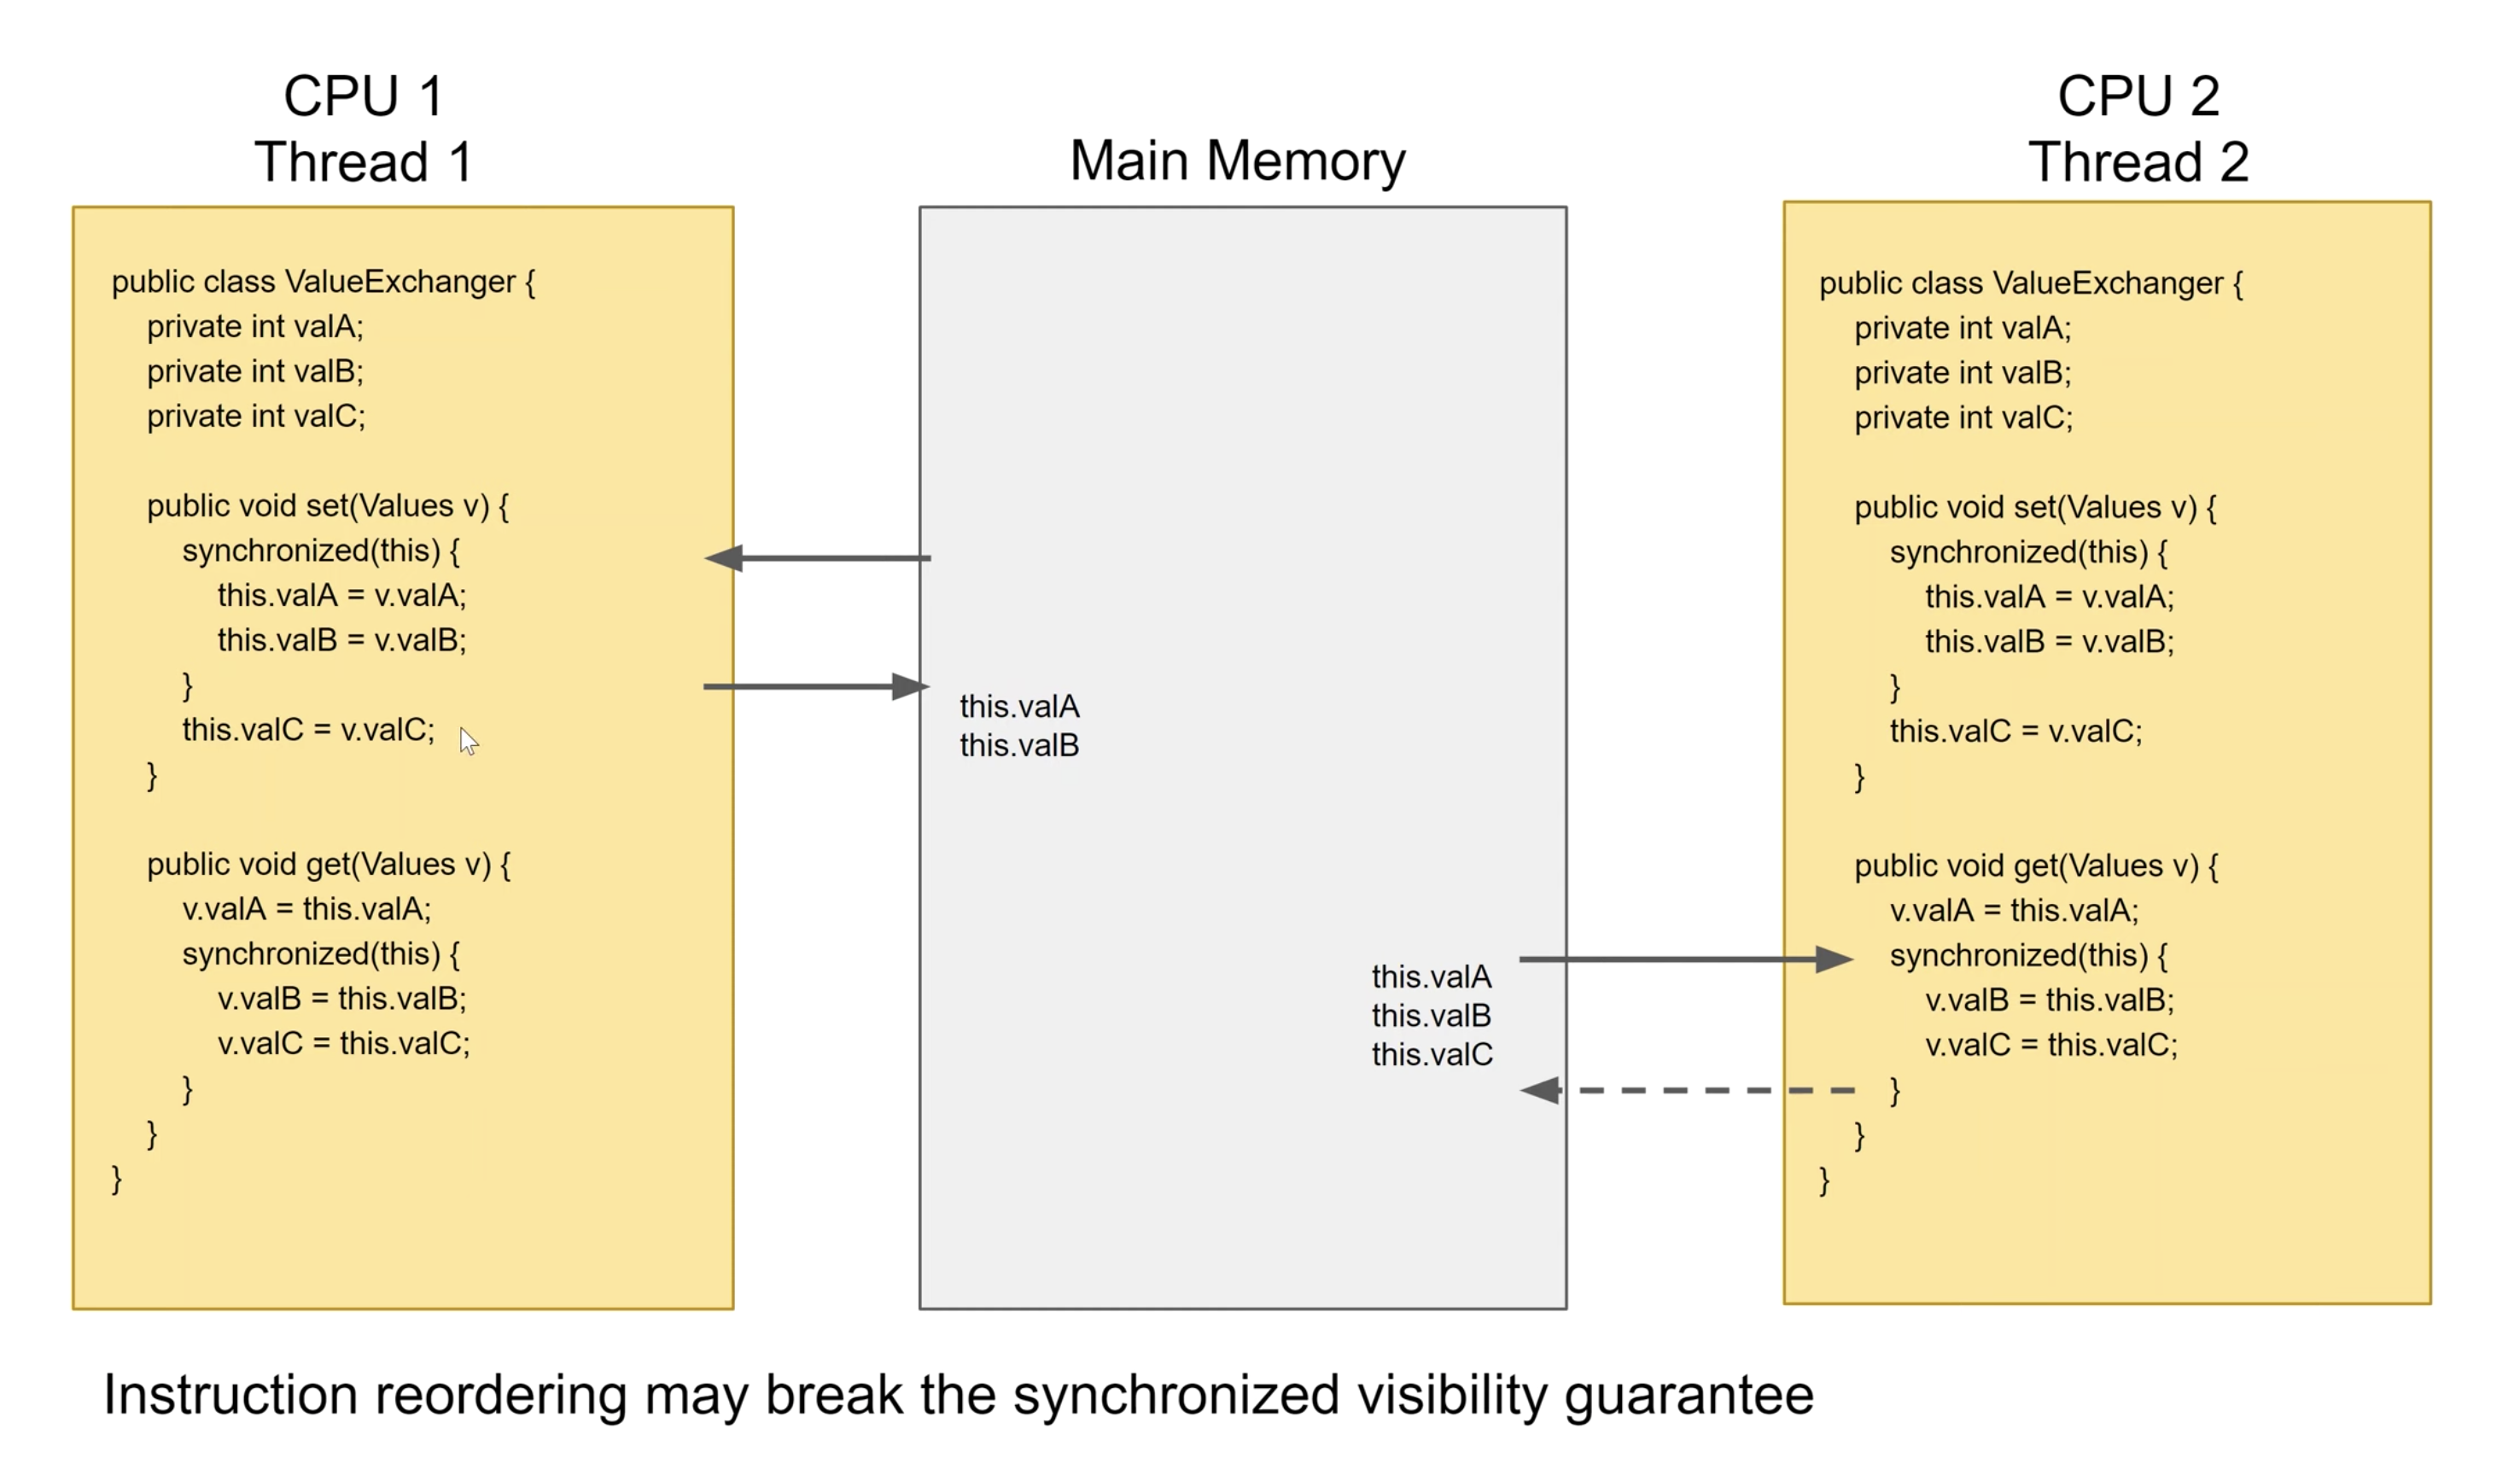 CPU 1
Thread 1
public class ValueExchanger {
private int valA;
private int valB;
private int valC;
public void set(Values v) {
synchronized(this) {
this.valA = v.valA;
this.valB = v.valB;
}
this.valC = v.valC;
}
public void get(Values v) {
v.valA = this.valA;
synchronized(this) {
v.valB = this.valB;
v.valC = this.valC;
}
}
}
Main Memory
this.valA
this.valB
this.valA
this.valB
this.valC
CPU 2
Thread 2
public class ValueExchanger {
private int valA;
private int valB;
private int valC;
public void set(Values v) {
synchronized(this) {
this.valA = v.valA;
this.valB = v.valB;
}
this.valC = v.valC;
}
public void get(Values v) {
v.valA = this.valA;
synchronized(this) {
v.valB = this.valB;
v.valC = this.valC;
}
}
}
Instruction reordering may break the synchronized visibility guarantee